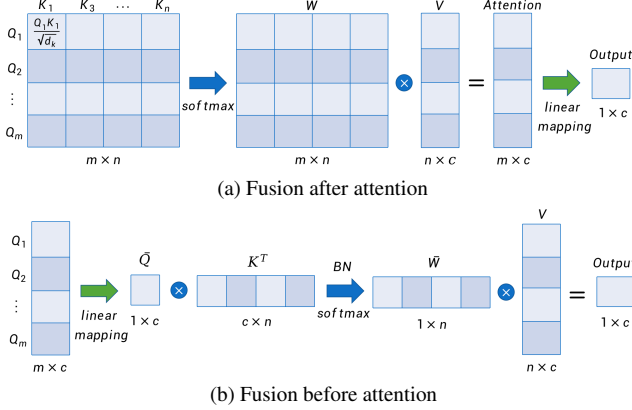 K₁ K₃ ⋯ Kₙ W V Attention
Q₁ Q₁K₁/√dₖ Output
Q₂
⋮ softmax ⊗ = linear mapping 1 × c
Qₘ
m × n m × n n × c m × c
(a) Fusion after attention
V
Q₁ Q̄ Kᵀ BN W̄ Output
Q₂
⋮ linear mapping ⊗ softmax ⊗ =
1 × c c × n 1 × n 1 × c
Qₘ
m × c n × c
(b) Fusion before attention